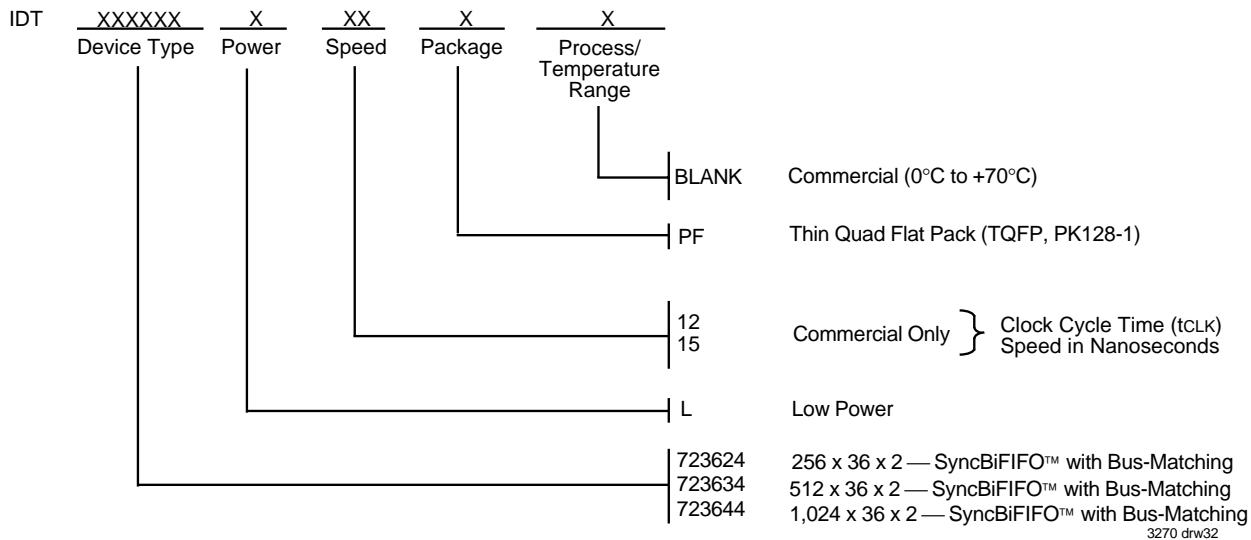 IDT XXXXXX X XX X X
Device Type Power Speed Package Process/
Temperature
Range
BLANK Commercial (0°C to +70°C)
PF Thin Quad Flat Pack (TQFP, PK128-1)
12
15
Commercial Only
Clock Cycle Time (tCLK)
Speed in Nanoseconds
L Low Power
723624 256 x 36 x 2 — SyncBiFIFO™ with Bus-Matching
723634 512 x 36 x 2 — SyncBiFIFO™ with Bus-Matching
723644 1,024 x 36 x 2 — SyncBiFIFO™ with Bus-Matching
3270 drw32